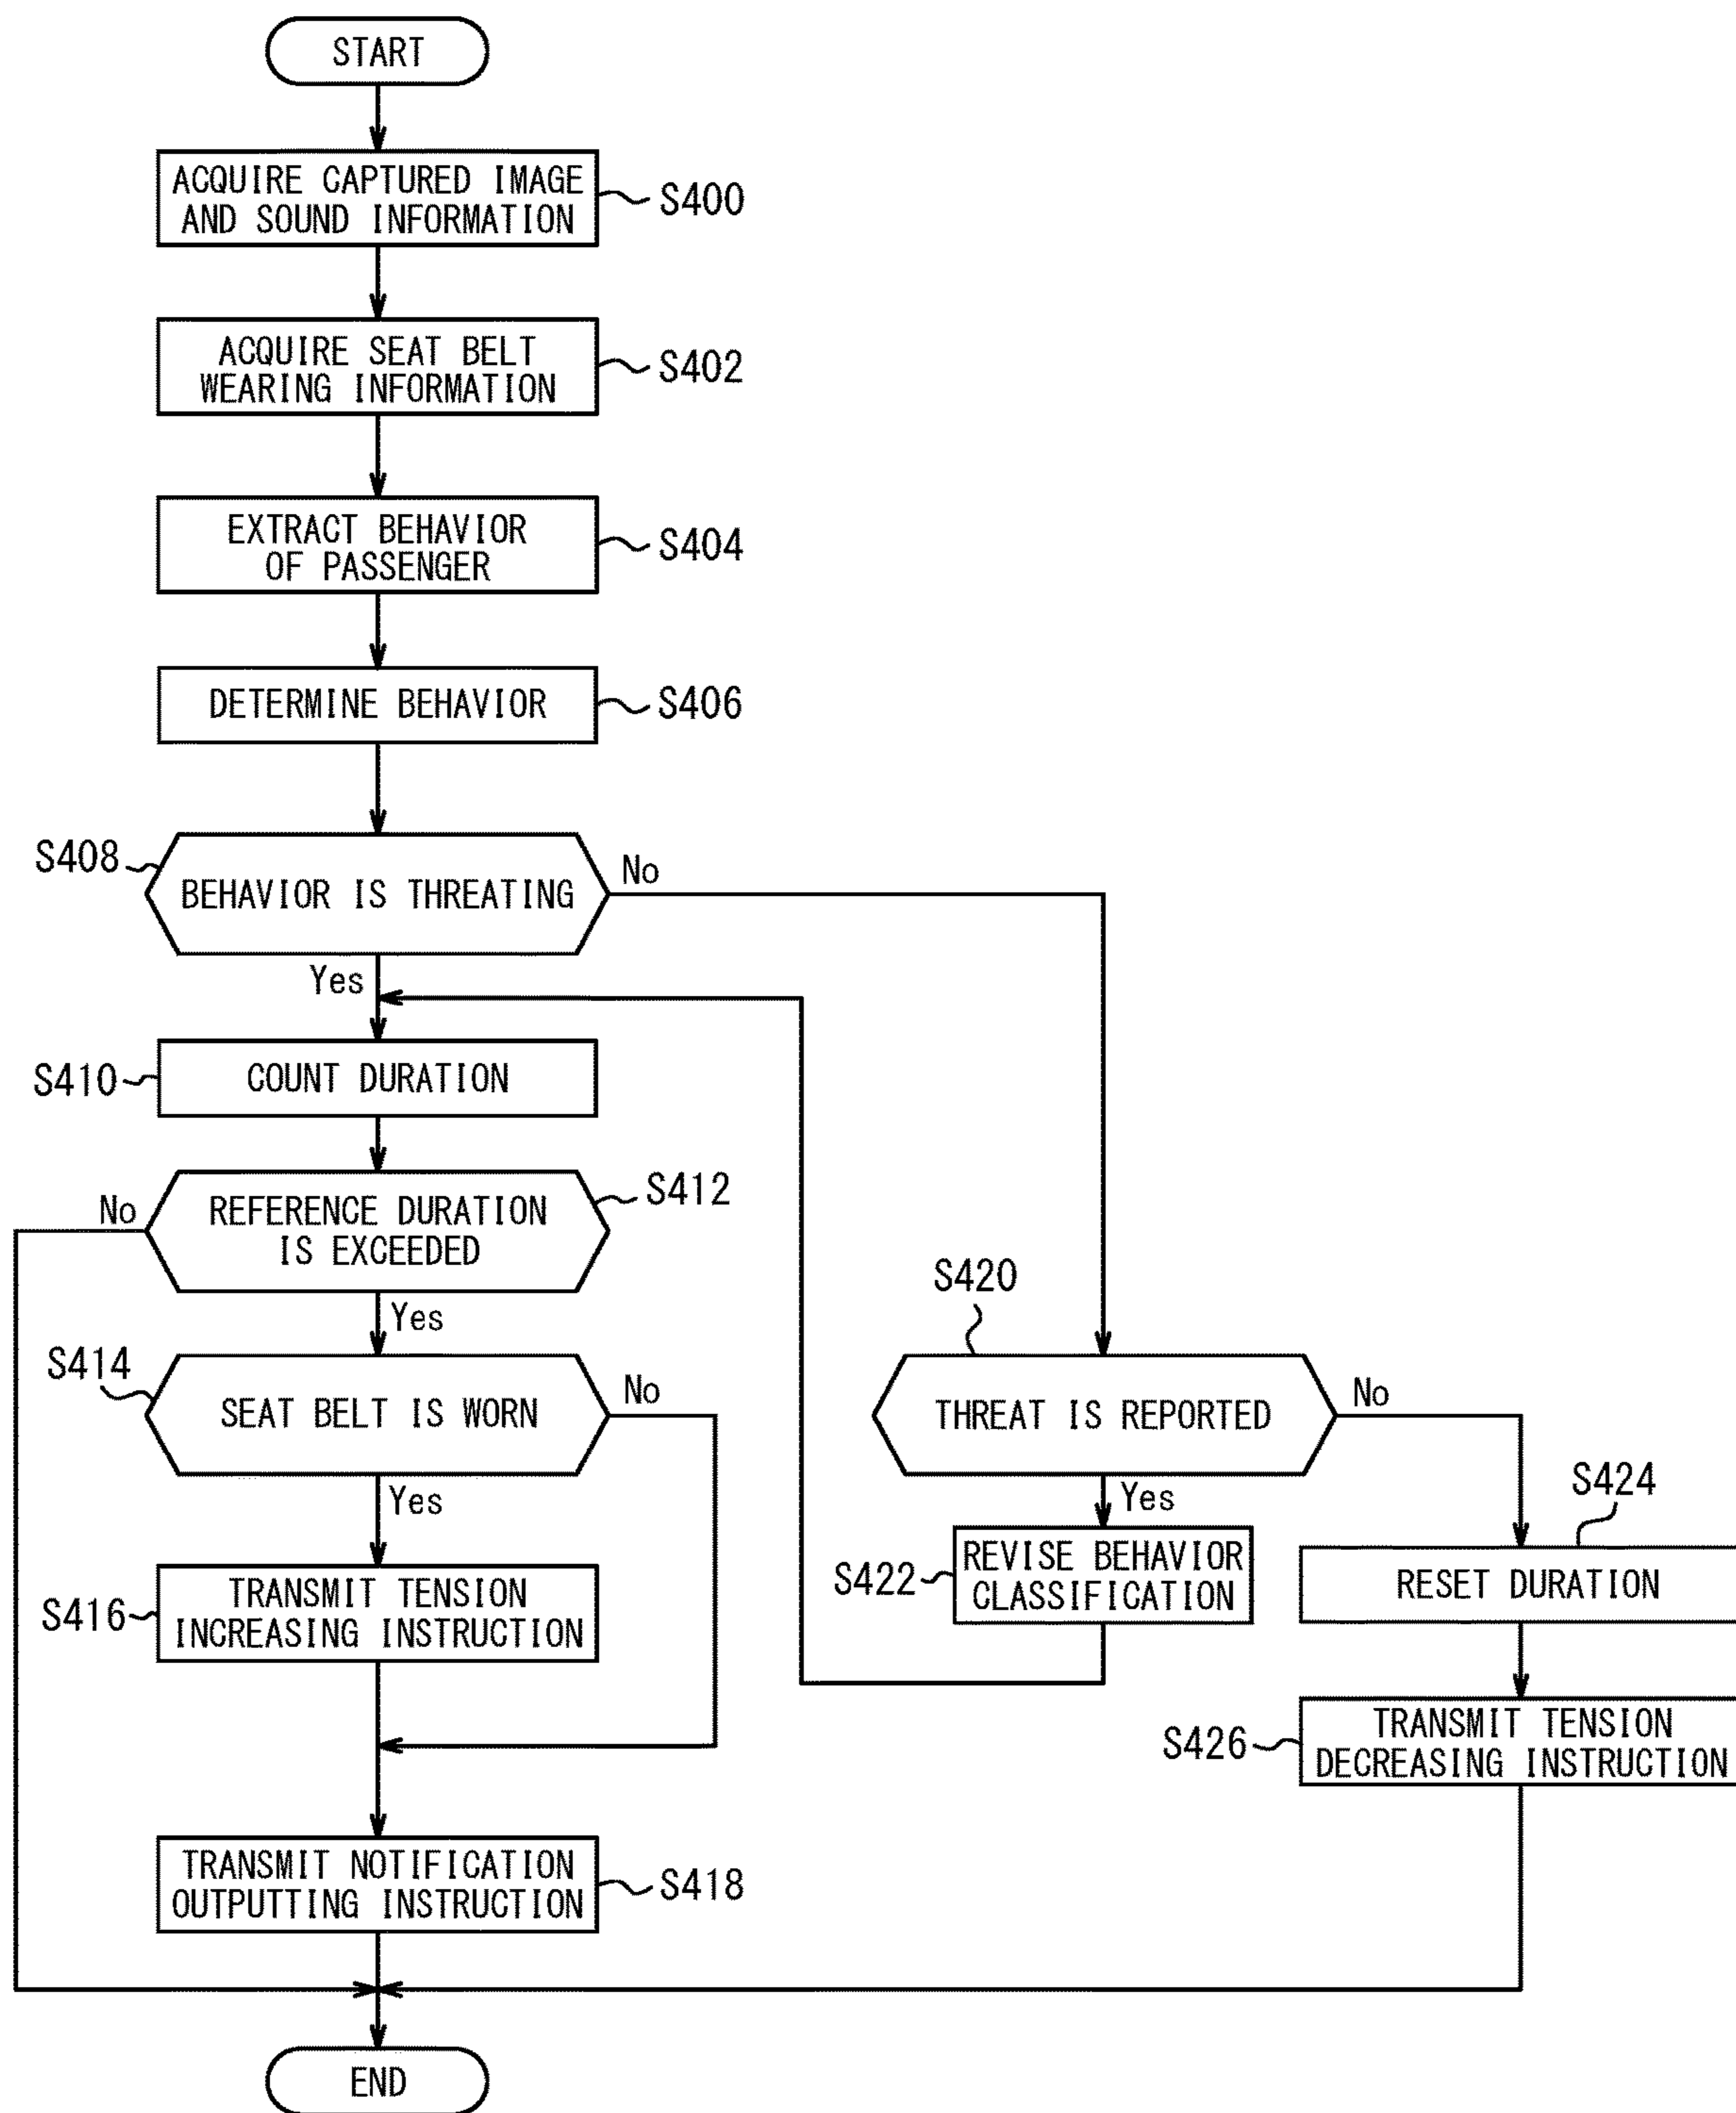 START
ACQUIRE CAPTURED IMAGE
AND SOUND INFORMATION
S400
ACQUIRE SEAT BELT
WEARING INFORMATION
S402
EXTRACT BEHAVIOR
OF PASSENGER
S404
DETERMINE BEHAVIOR
S406
S408
BEHAVIOR IS THREATING
No
Yes
S410
COUNT DURATION
No
REFERENCE DURATION
IS EXCEEDED
S412
Yes
S414
SEAT BELT IS WORN
No
Yes
S416
TRANSMIT TENSION
INCREASING INSTRUCTION
TRANSMIT NOTIFICATION
OUTPUTTING INSTRUCTION
S418
S420
THREAT IS REPORTED
No
Yes
S422
REVISE BEHAVIOR
CLASSIFICATION
S424
RESET DURATION
S426
TRANSMIT TENSION
DECREASING INSTRUCTION
END